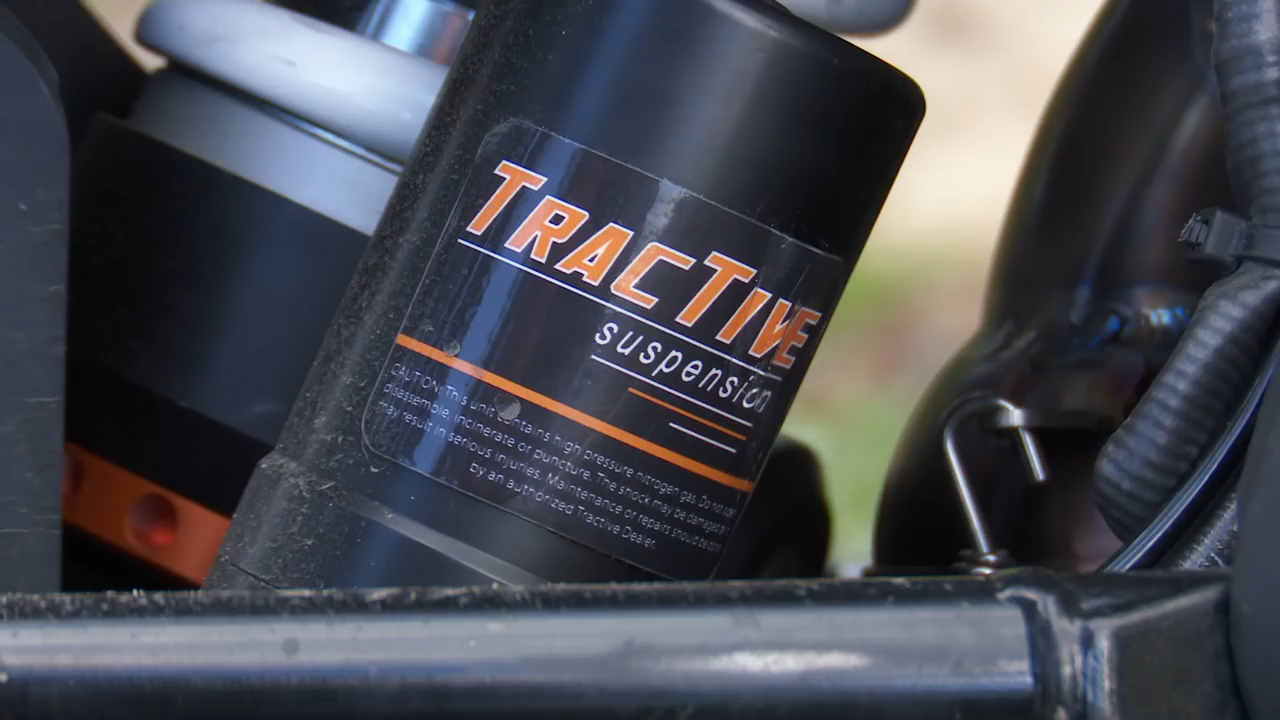 TRACTIVE
suspension
CAUTION: This unit contains high pressure nitrogen gas. Do not
disassemble, incinerate or puncture. The shock may be damaged
may result in serious injuries. Maintenance or repairs should be
by an authorized Tractive Dealer.